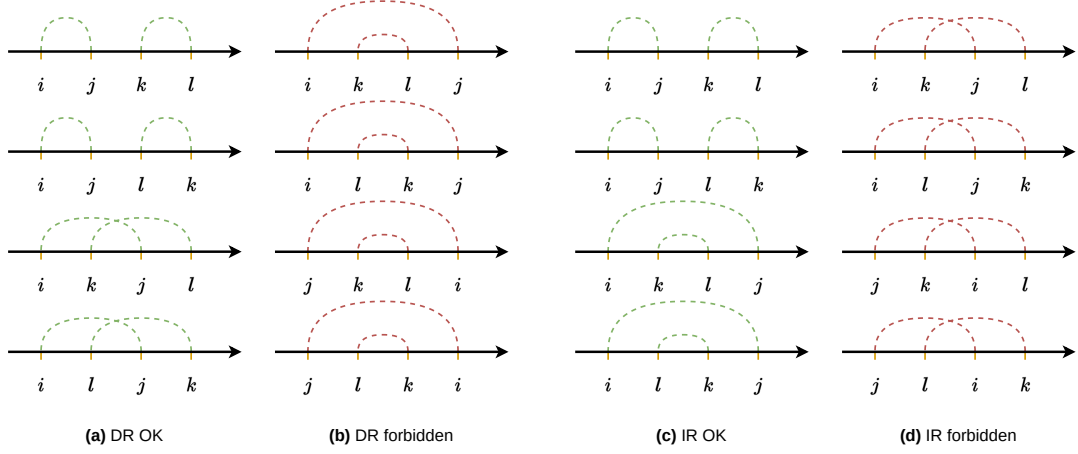 i j k l i k l j i j k l i k j l
i j l k i l k j i j l k i l j k
i k j l j k l i i k l j j k i l
i l j k j l k i i l k j j l i k
(a) DR OK (b) DR forbidden (c) IR OK (d) IR forbidden